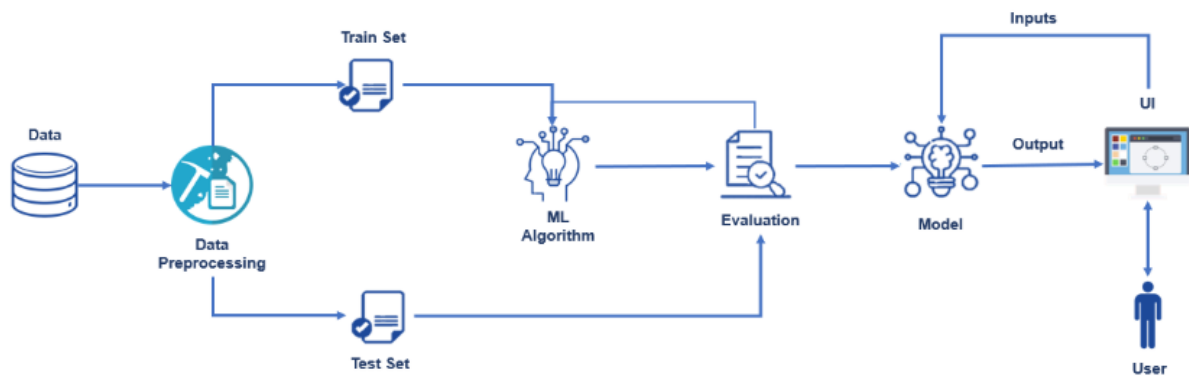 Inputs
Train Set
UI
Data
Output
ML
Algorithm
Evaluation
Model
Data
Preprocessing
Test Set
User